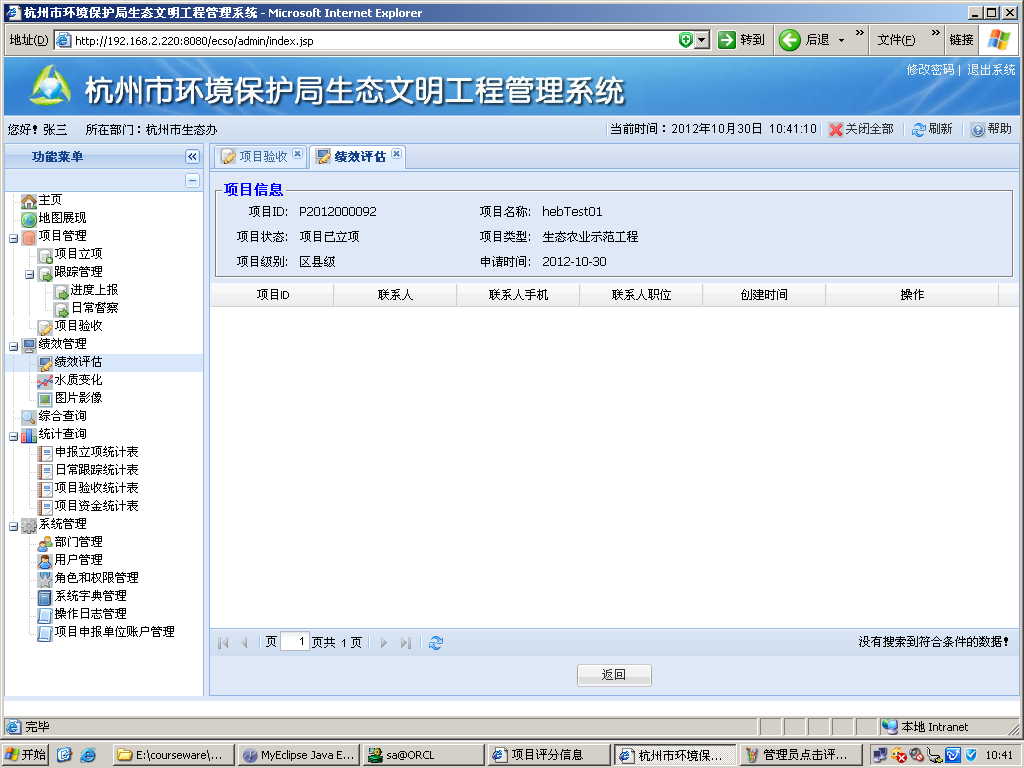 杭州市环境保护局生态文明工程管理系统 - Microsoft Internet Explorer
地址(D) http://192.168.2.220:8080/ecso/admin/index.jsp 转到 后退 文件(F) 链接
杭州市环境保护局生态文明工程管理系统
修改密码 | 退出系统
您好! 张三 所在部门：杭州市生态办 当前时间：2012年10月30日 10:41:10 关闭全部 刷新 帮助
功能菜单
项目验收 绩效评估
主页
地图展现
项目管理
项目立项
跟踪管理
进度上报
日常督察
项目验收
绩效管理
绩效评估
水质变化
图片影像
综合查询
统计查询
申报立项统计表
日常跟踪统计表
项目验收统计表
项目资金统计表
系统管理
部门管理
用户管理
角色和权限管理
系统字典管理
操作日志管理
项目申报单位账户管理
项目信息
项目ID: P2012000092 项目名称: hebTest01
项目状态: 项目已立项 项目类型: 生态农业示范工程
项目级别: 区县级 申请时间: 2012-10-30
项目ID 联系人 联系人手机 联系人职位 创建时间 操作
页 1 页共 1 页 没有搜索到符合条件的数据!
返回
完毕 本地 Intranet
开始 E:\courseware\... MyEclipse Java E... sa@ORCL 项目评分信息 杭州市环境保... 管理员点击评... 10:41